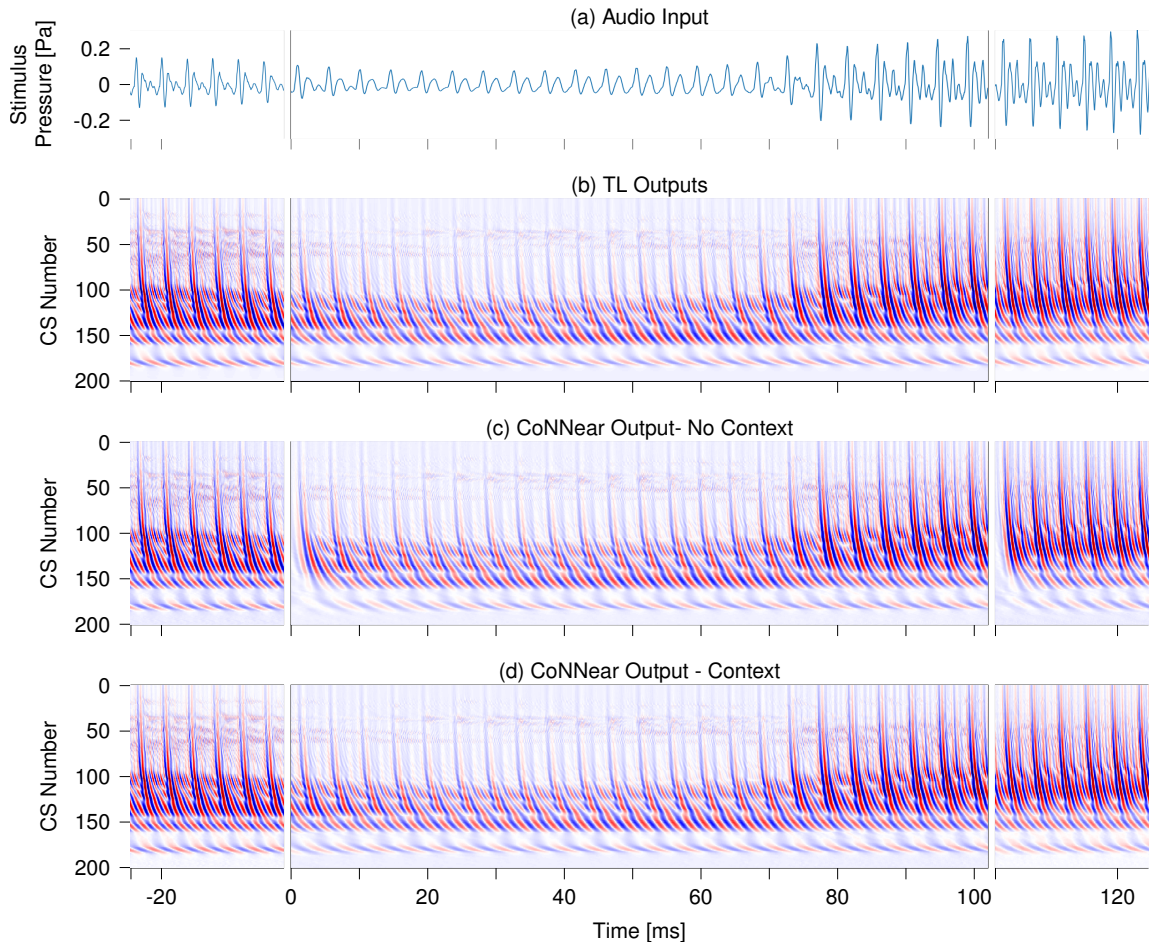 (a) Audio Input
Stimulus
Pressure [Pa]
0.2
0
-0.2
(b) TL Outputs
CS Number
0
50
100
150
200
(c) CoNNear Output- No Context
CS Number
0
50
100
150
200
(d) CoNNear Output - Context
CS Number
0
50
100
150
200
-20 0 20 40 60 80 100 120
Time [ms]